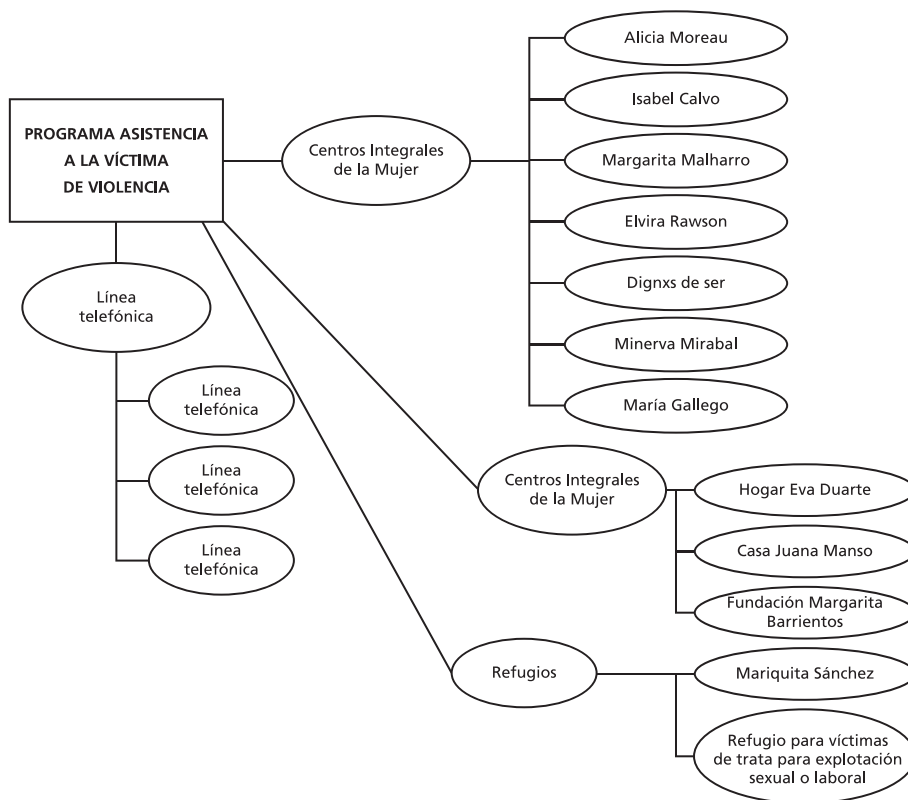 PROGRAMA ASISTENCIA
A LA VÍCTIMA
DE VIOLENCIA
Línea
telefónica
Línea
telefónica
Línea
telefónica
Línea
telefónica
Centros Integrales
de la Mujer
Alicia Moreau
Isabel Calvo
Margarita Malharro
Elvira Rawson
Dignxs de ser
Minerva Mirabal
María Gallego
Centros Integrales
de la Mujer
Hogar Eva Duarte
Casa Juana Manso
Fundación Margarita
Barrientos
Refugios
Mariquita Sánchez
Refugio para víctimas
de trata para explotación
sexual o laboral